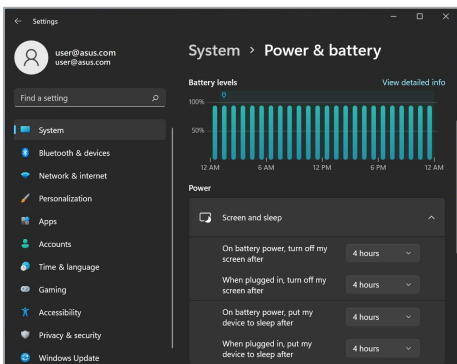 Settings
user@asus.com
user@asus.com
Find a setting
System
Bluetooth & devices
Network & internet
Personalization
Apps
Accounts
Time & language
Gaming
Accessibility
Privacy & security
Windows Update
System > Power & battery
Battery levels
View detailed info
100%
50%
12 AM 6 AM 12 PM 6 PM 12 AM
Power
Screen and sleep
On battery power, turn off my
screen after
4 hours
When plugged in, turn off my
screen after
4 hours
On battery power, put my
device to sleep after
4 hours
When plugged in, put my
device to sleep after
4 hours